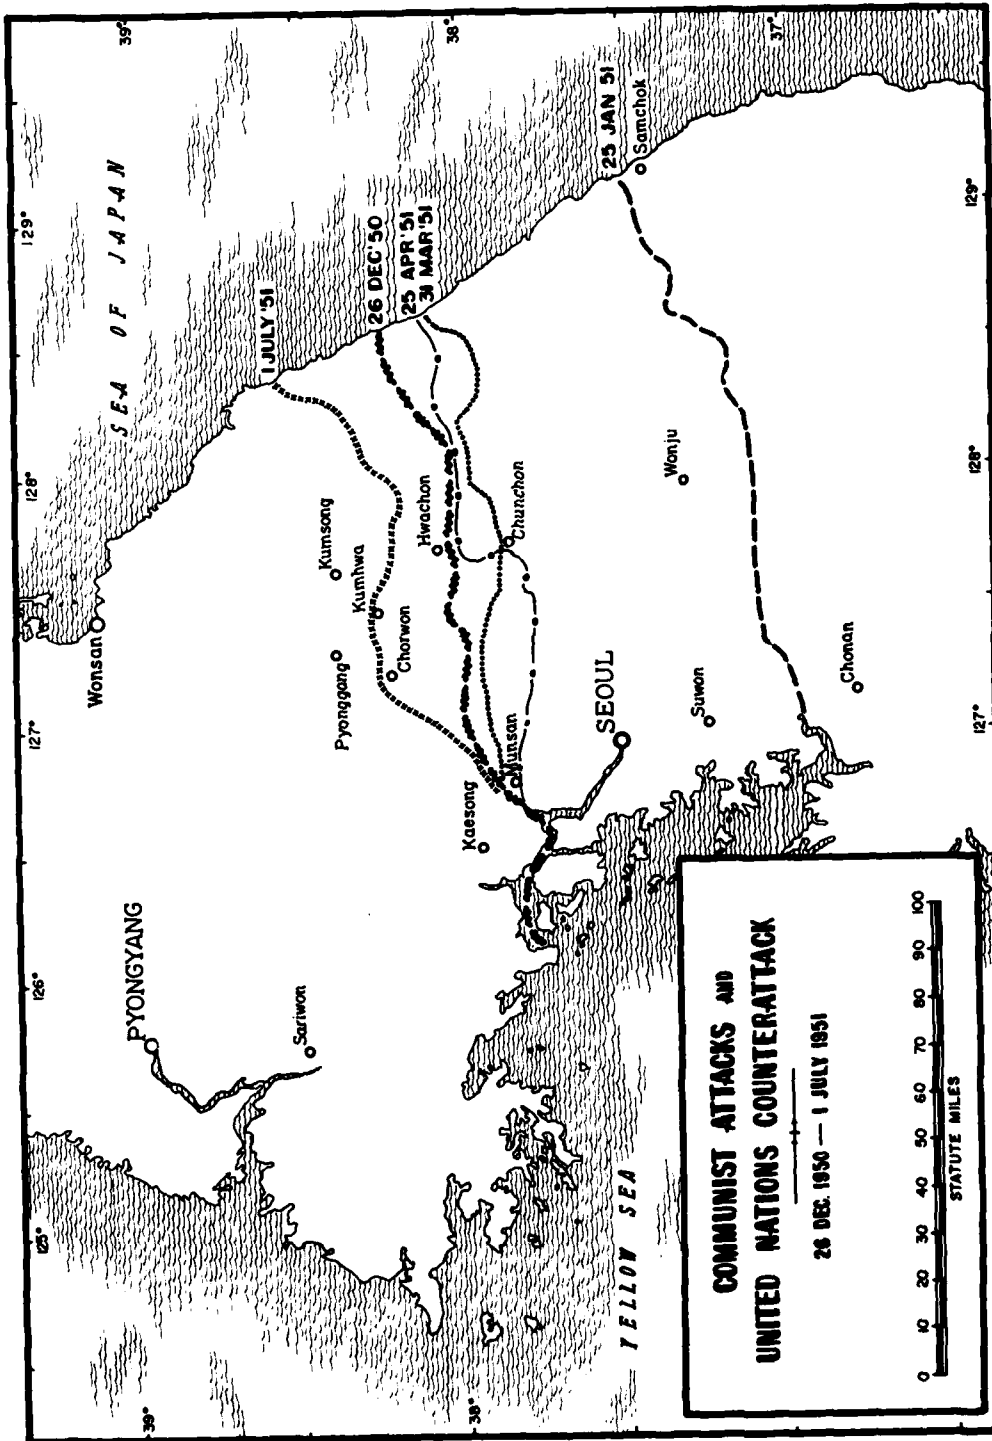 COMMUNIST ATTACKS AND
UNITED NATIONS COUNTERATTACK
26 DEC. 1950 — 1 JULY 1951
0 10 20 30 40 50 60 70 80 90 100
STATUTE MILES
125°
126°
127°
128°
129°
39°
38°
39°
38°
37°
127°
128°
129°
SEA OF JAPAN
YELLOW SEA
1 JULY '51
26 DEC' 50
25 APR '51
31 MAR '51
25 JAN 51
PYONGYANG
Sariwon
Wonsan
Pyonggang
Kumsong
Kumhwa
Chorwon
Hwachon
Chunchon
Kaesong
Munsan
SEOUL
Suwon
Wonju
Chonan
Samchok